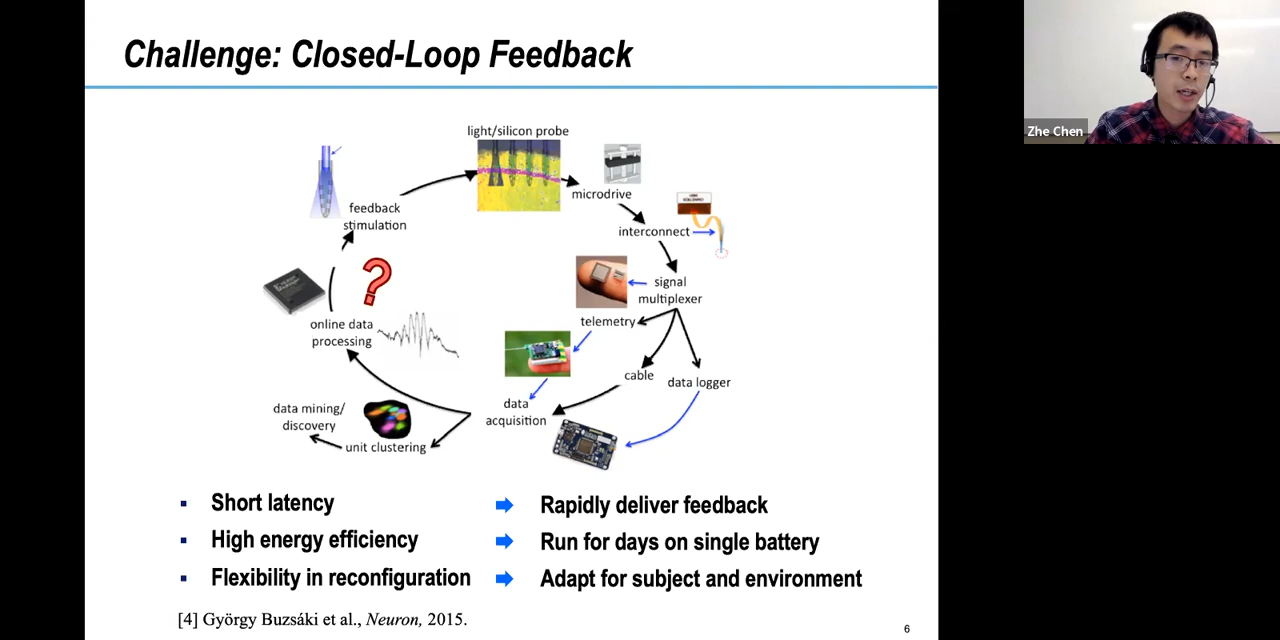 Challenge: Closed-Loop Feedback
Zhe Chen
light/silicon probe
microdrive
feedback
stimulation
interconnect
signal
multiplexer
telemetry
online data
processing
cable
data logger
data
acquisition
data mining/
discovery
unit clustering
▪ Short latency
Rapidly deliver feedback
▪ High energy efficiency
Run for days on single battery
▪ Flexibility in reconfiguration
Adapt for subject and environment
[4] György Buzsáki et al., Neuron, 2015.
6
?